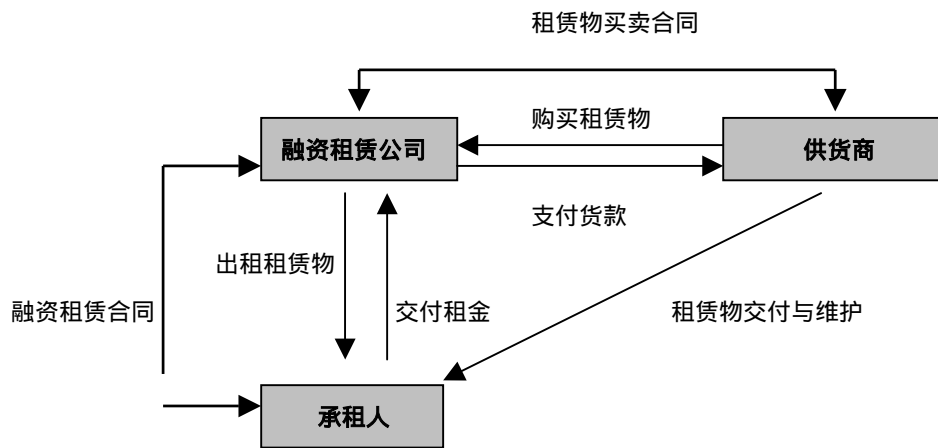 租赁物买卖合同
购买租赁物
融资租赁公司
供货商
支付货款
出租租赁物
融资租赁合同
交付租金
租赁物交付与维护
承租人